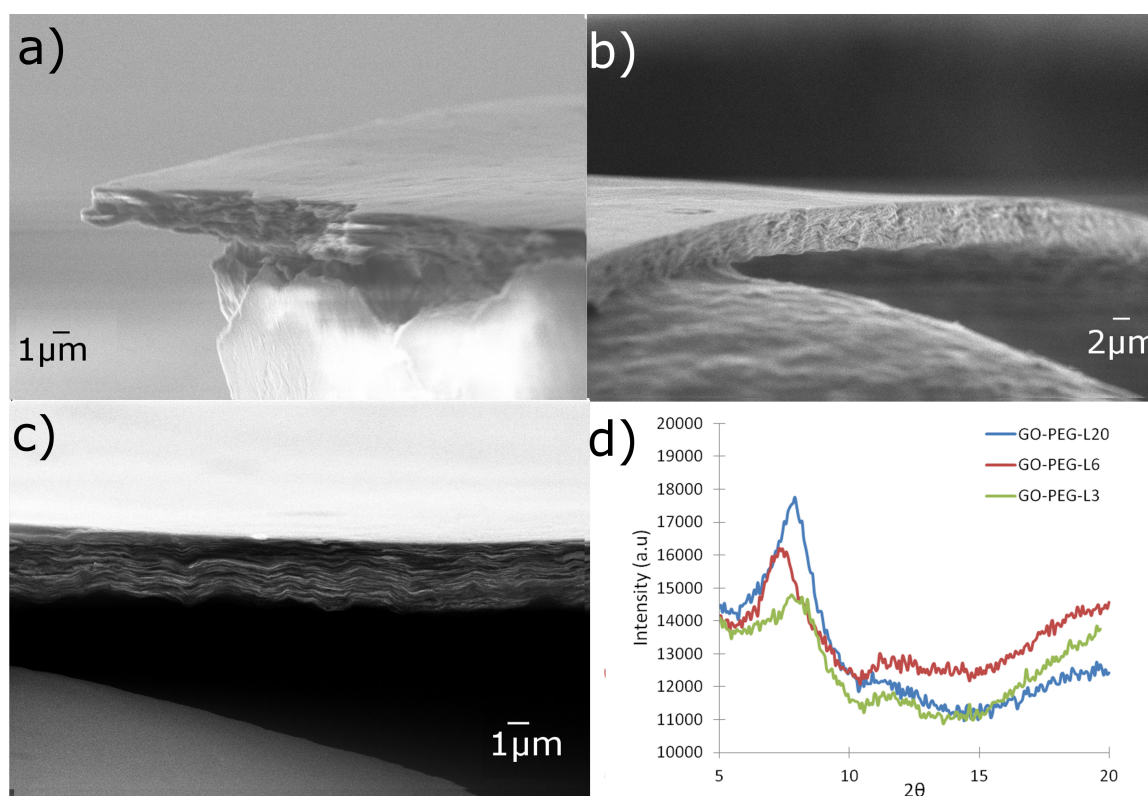 a)
1μm
b)
2μm
c)
1μm
d)
GO-PEG-L20
GO-PEG-L6
GO-PEG-L3
Intensity (a.u)
20000
19000
18000
17000
16000
15000
14000
13000
12000
11000
10000
5
10
15
20
2θ